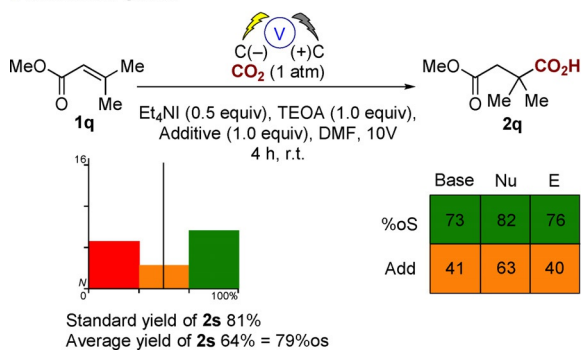 V
C(–) (+)C
CO2 (1 atm)
MeO Me
O Me
1q
Et4NI (0.5 equiv), TEOA (1.0 equiv),
Additive (1.0 equiv), DMF, 10V
4 h, r.t.
MeO CO2H
O Me Me
2q
16
N
0 100%
Base Nu E
%oS 73 82 76
Add 41 63 40
Standard yield of 2s 81%
Average yield of 2s 64% = 79%os